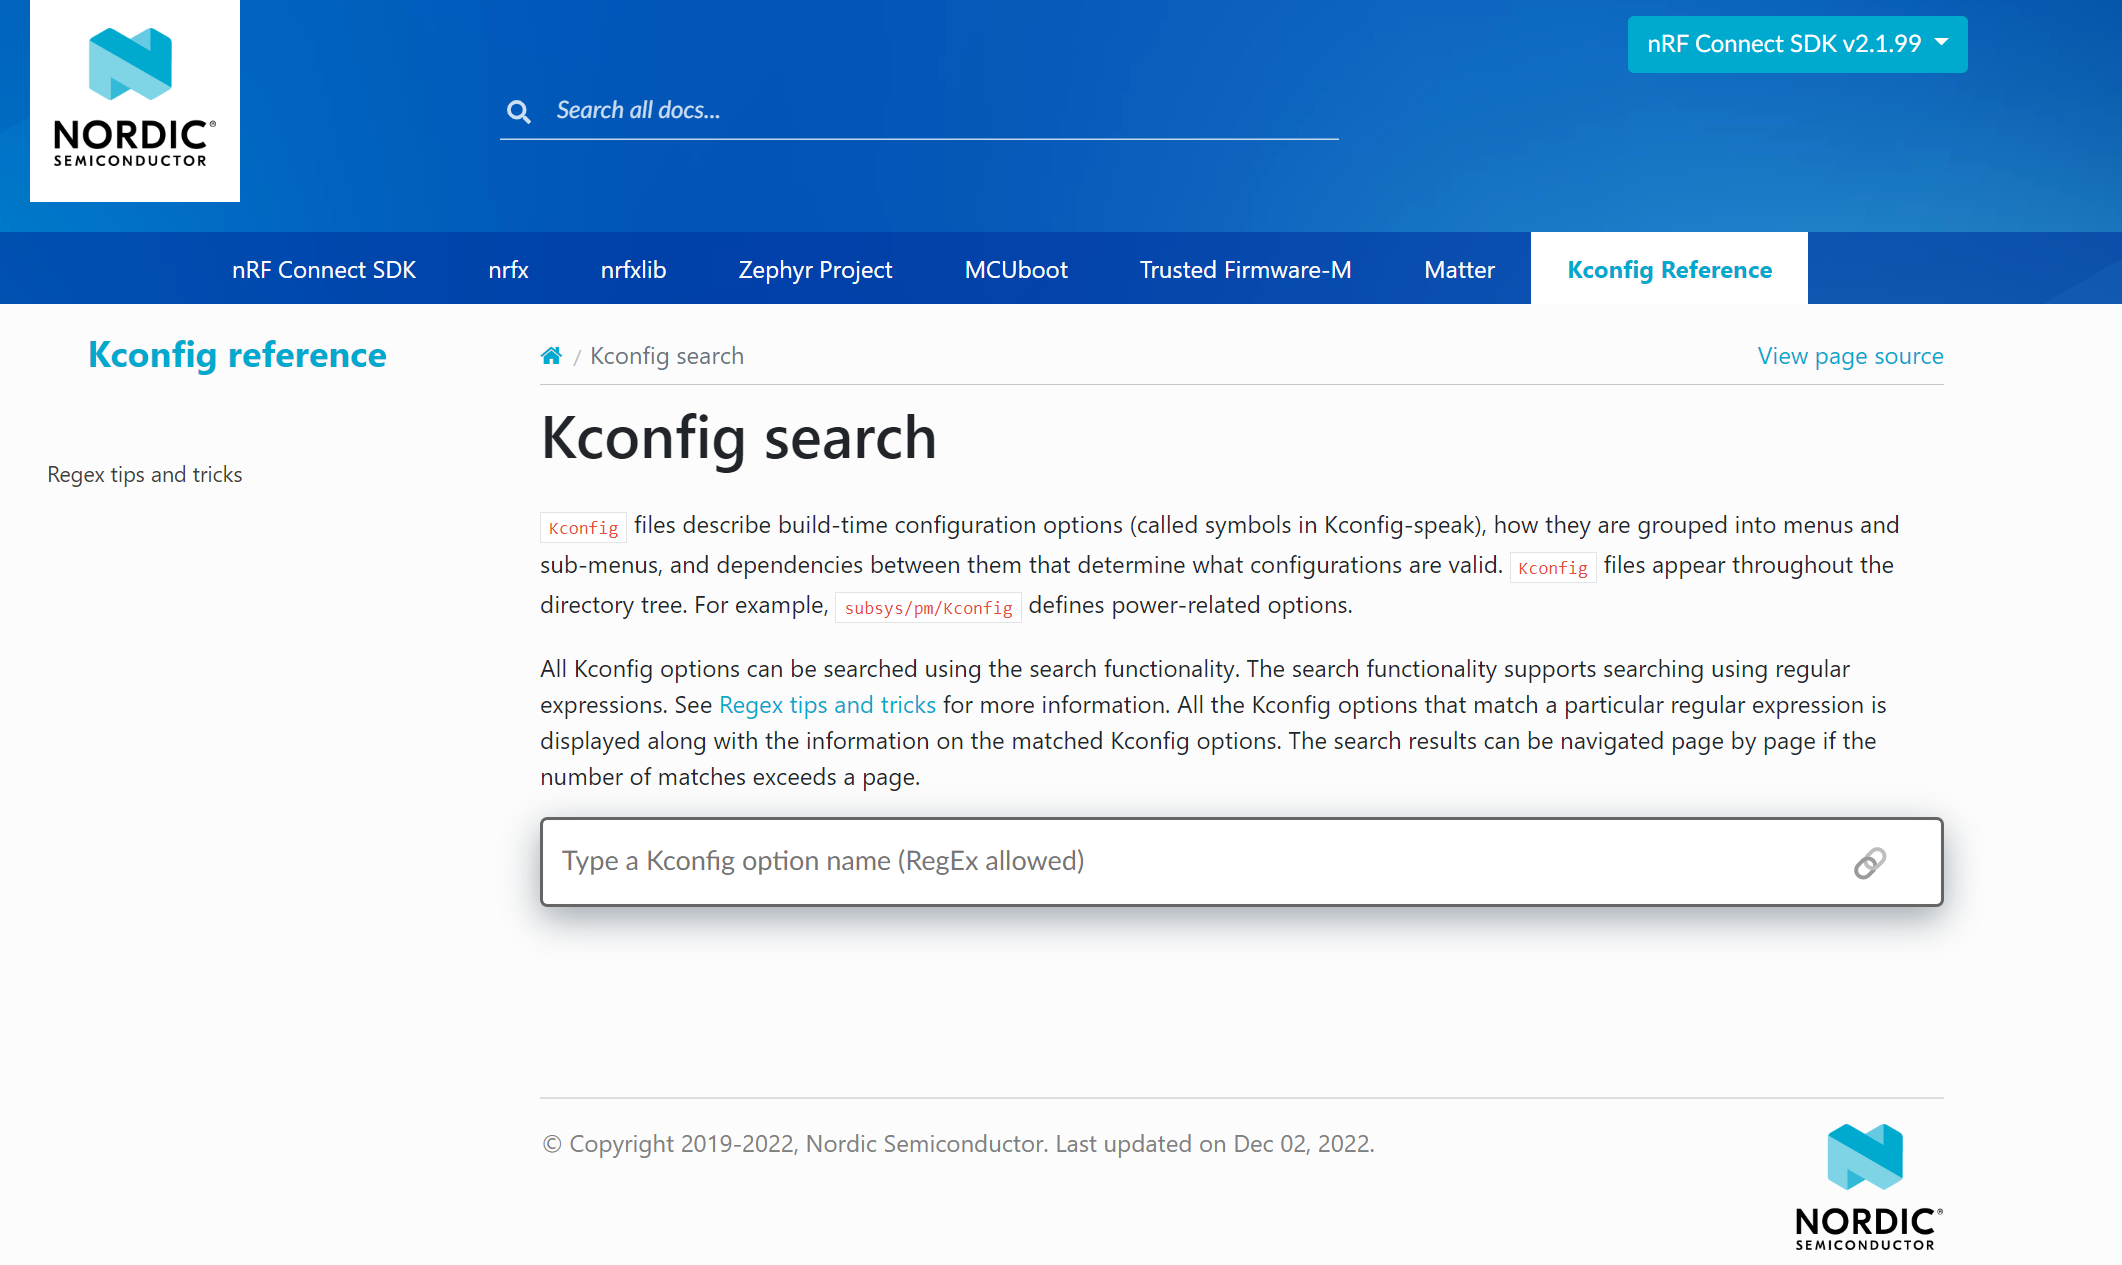 NORDIC®
SEMICONDUCTOR
nRF Connect SDK v2.1.99
Search all docs...
nRF Connect SDK
nrfx
nrfxlib
Zephyr Project
MCUboot
Trusted Firmware-M
Matter
Kconfig Reference
Kconfig reference
Regex tips and tricks
/ Kconfig search
View page source
Kconfig search
Kconfig files describe build-time configuration options (called symbols in Kconfig-speak), how they are grouped into menus and
sub-menus, and dependencies between them that determine what configurations are valid. Kconfig files appear throughout the
directory tree. For example, subsys/pm/Kconfig defines power-related options.
All Kconfig options can be searched using the search functionality. The search functionality supports searching using regular
expressions. See Regex tips and tricks for more information. All the Kconfig options that match a particular regular expression is
displayed along with the information on the matched Kconfig options. The search results can be navigated page by page if the
number of matches exceeds a page.
Type a Kconfig option name (RegEx allowed)
© Copyright 2019-2022, Nordic Semiconductor. Last updated on Dec 02, 2022.
NORDIC®
SEMICONDUCTOR